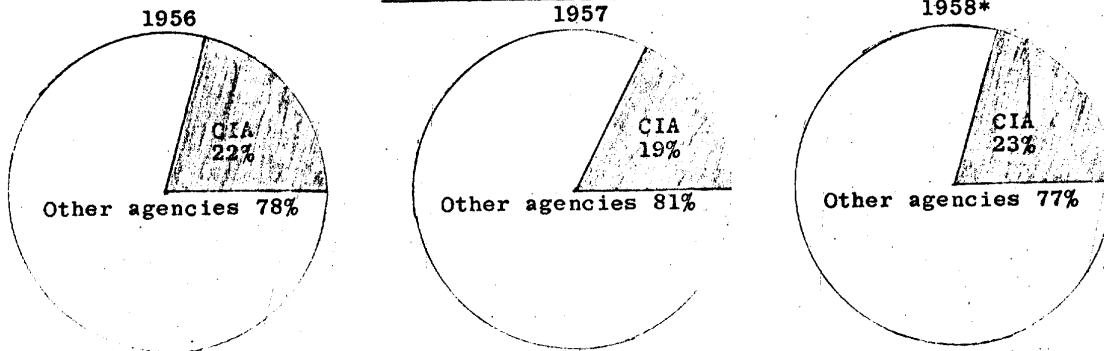 1956
CIA
22%
Other agencies 78%
1957
CIA
19%
Other agencies 81%
1958*
CIA
23%
Other agencies 77%